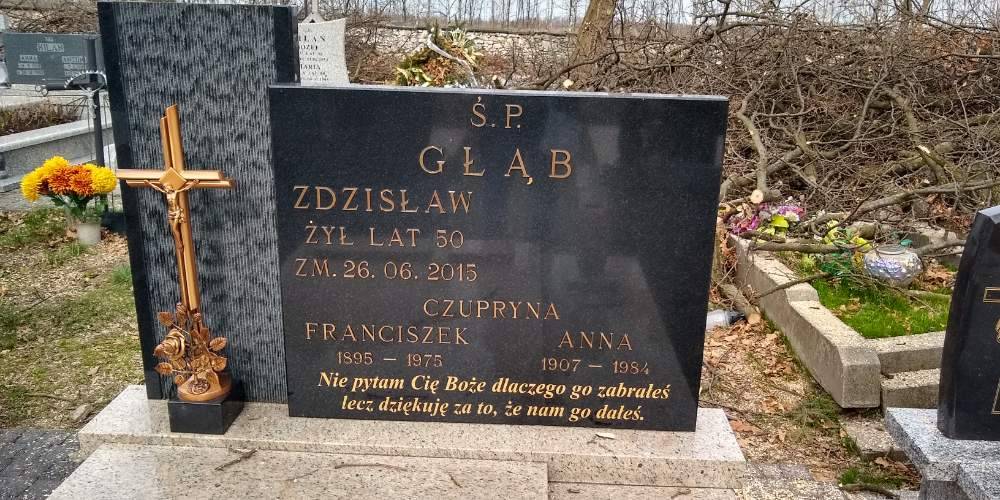 Ś.P.
GŁĄB
ZDZISŁAW
ŻYŁ LAT 50
ZM. 26. 06. 2015
CZUPRYNA
FRANCISZEK ANNA
1895 - 1975 1907 - 1984
Nie pytam Cię Boże dlaczego go zabrałeś
lecz dziękuję za to, że nam go dałeś.